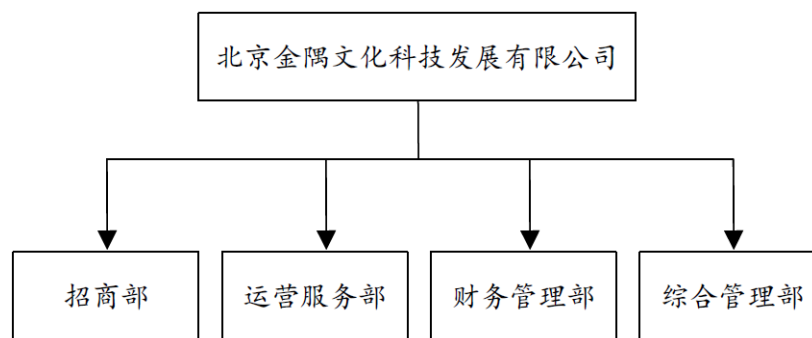 北京金隅文化科技发展有限公司
招商部
运营服务部
财务管理部
综合管理部